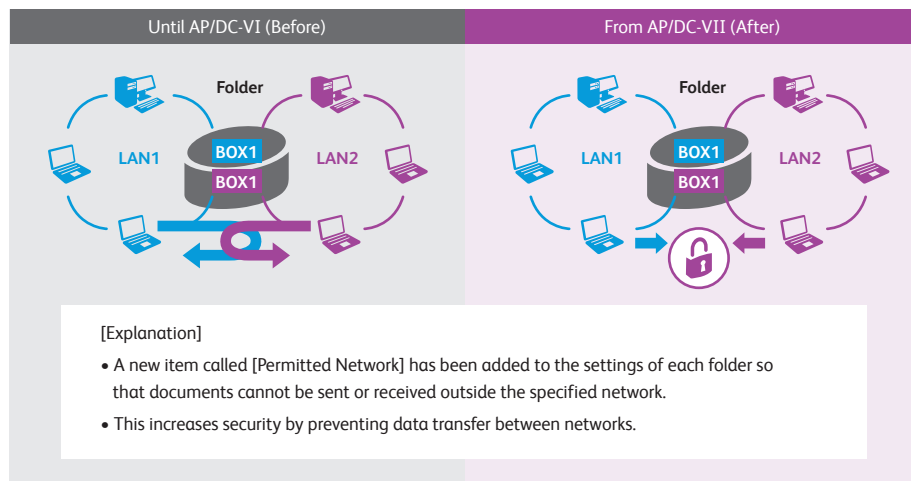 Until AP/DC-VI (Before)
From AP/DC-VII (After)
Folder
LAN1
BOX1
LAN2
BOX1
Folder
LAN1
BOX1
LAN2
BOX1
[Explanation]
• A new item called [Permitted Network] has been added to the settings of each folder so
that documents cannot be sent or received outside the specified network.
• This increases security by preventing data transfer between networks.